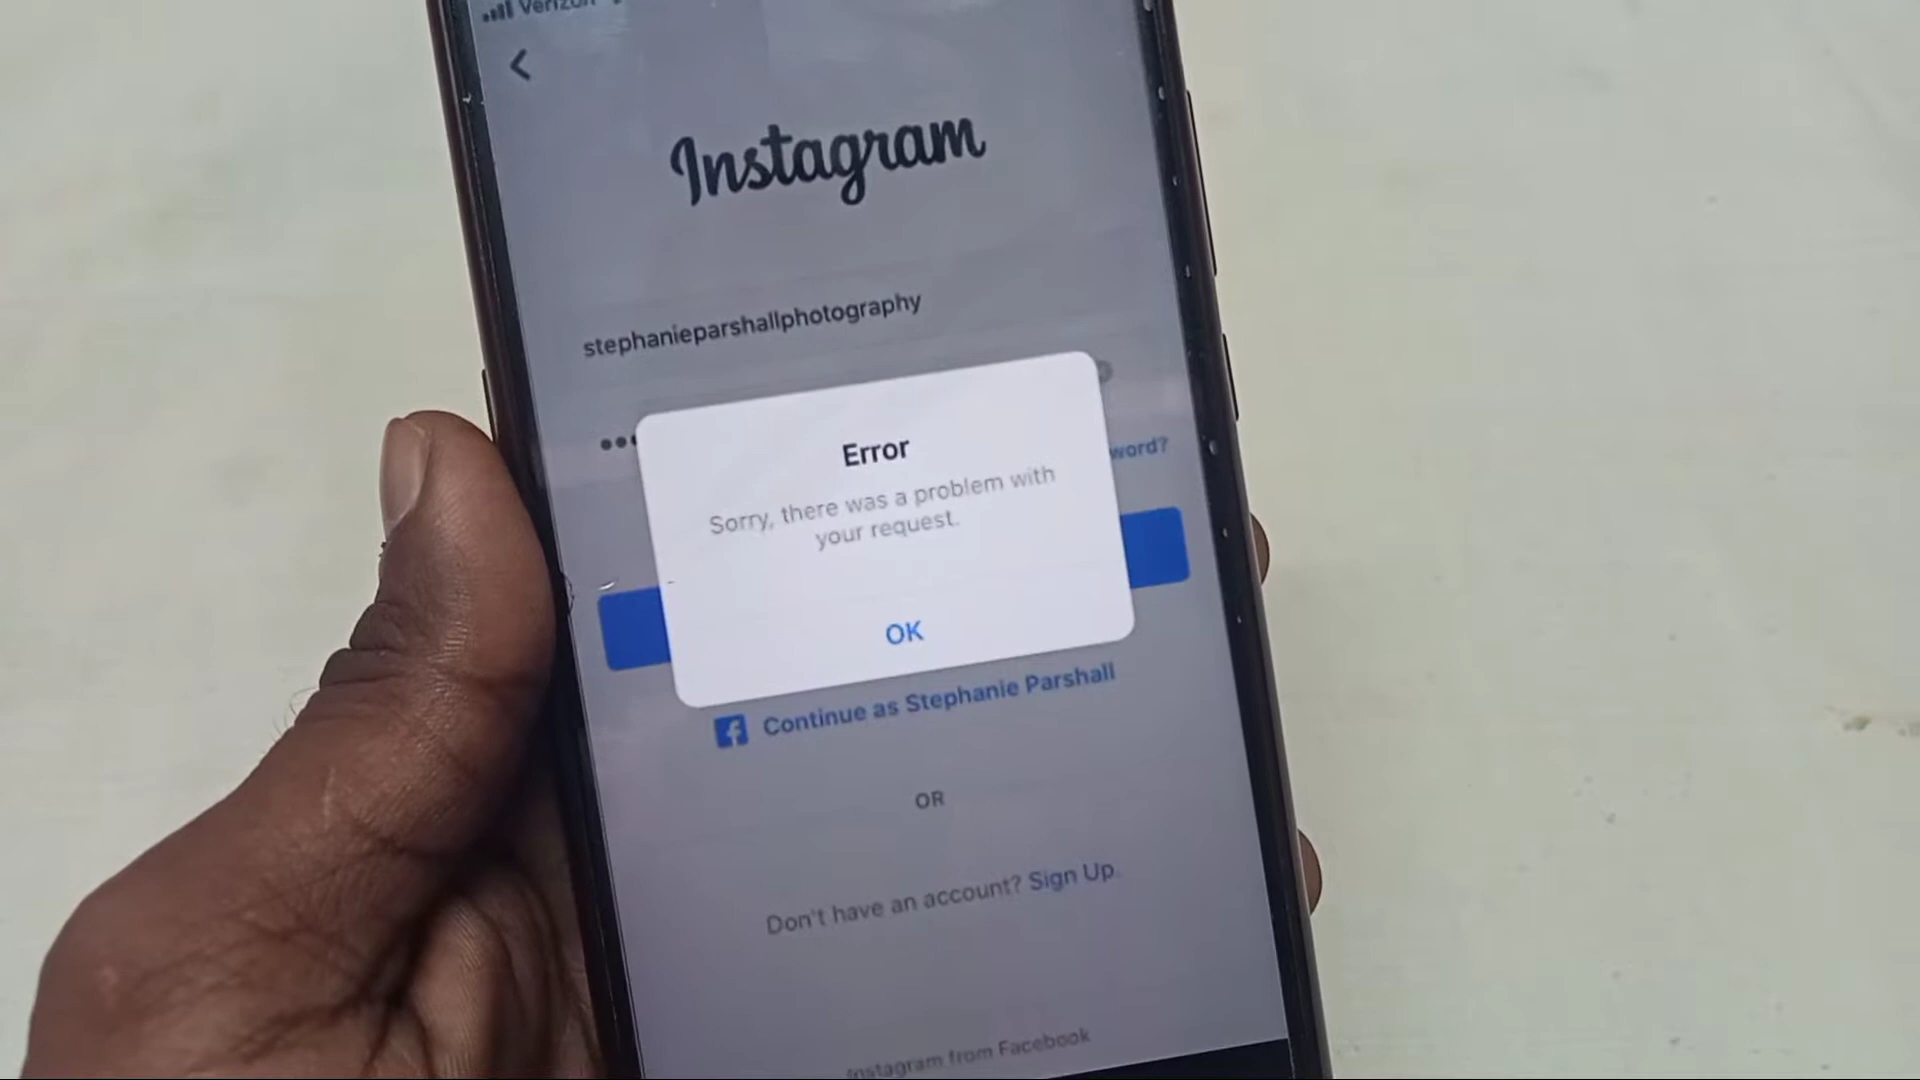 Verizon
Instagram
stephanieparshallphotography
Error
word?
Sorry, there was a problem with
your request.
OK
Continue as Stephanie Parshall
OR
Don't have an account? Sign Up.
Instagram from Facebook